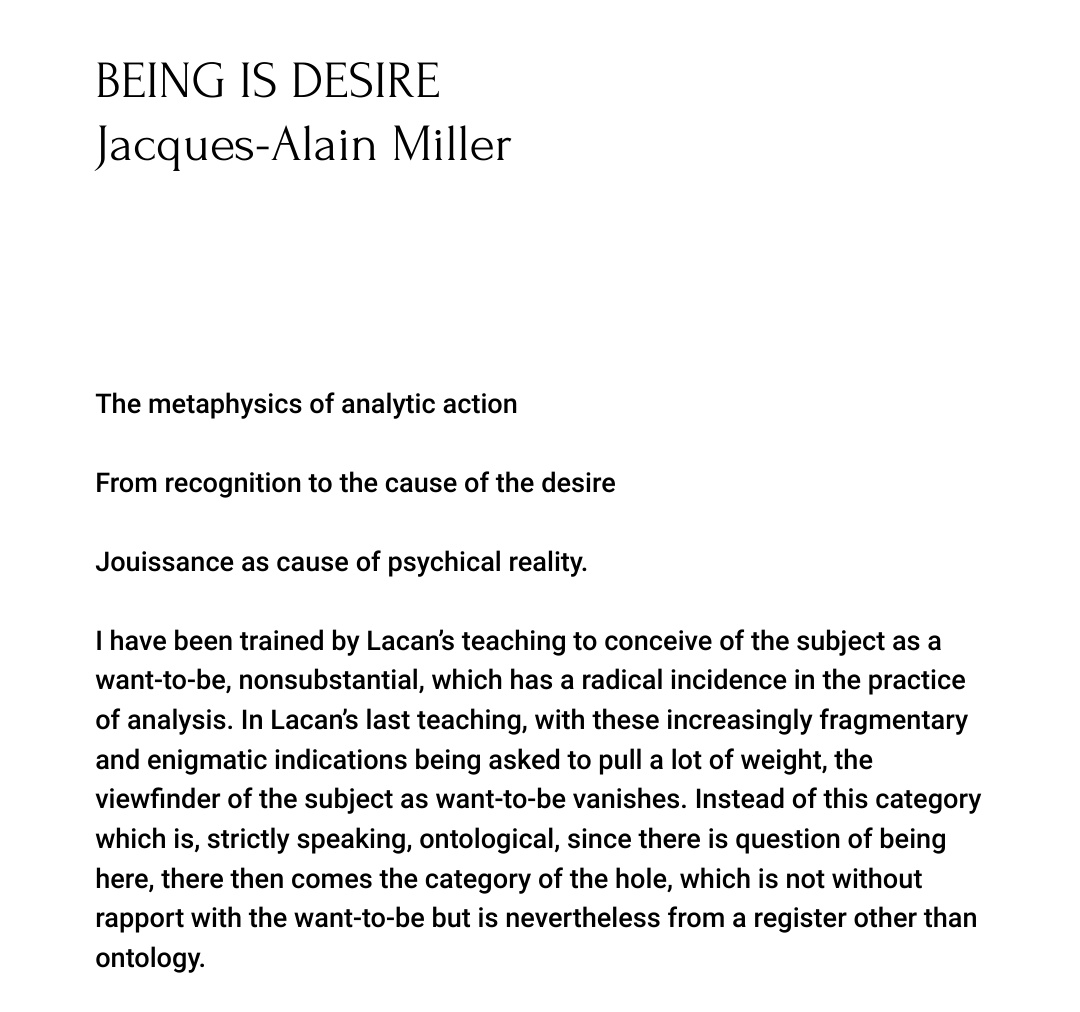 BEING IS DESIRE
Jacques-Alain Miller
The metaphysics of analytic action
From recognition to the cause of the desire
Jouissance as cause of psychical reality.
I have been trained by Lacan’s teaching to conceive of the subject as a
want-to-be, nonsubstantial, which has a radical incidence in the practice
of analysis. In Lacan’s last teaching, with these increasingly fragmentary
and enigmatic indications being asked to pull a lot of weight, the
viewfinder of the subject as want-to-be vanishes. Instead of this category
which is, strictly speaking, ontological, since there is question of being
here, there then comes the category of the hole, which is not without
rapport with the want-to-be but is nevertheless from a register other than
ontology.